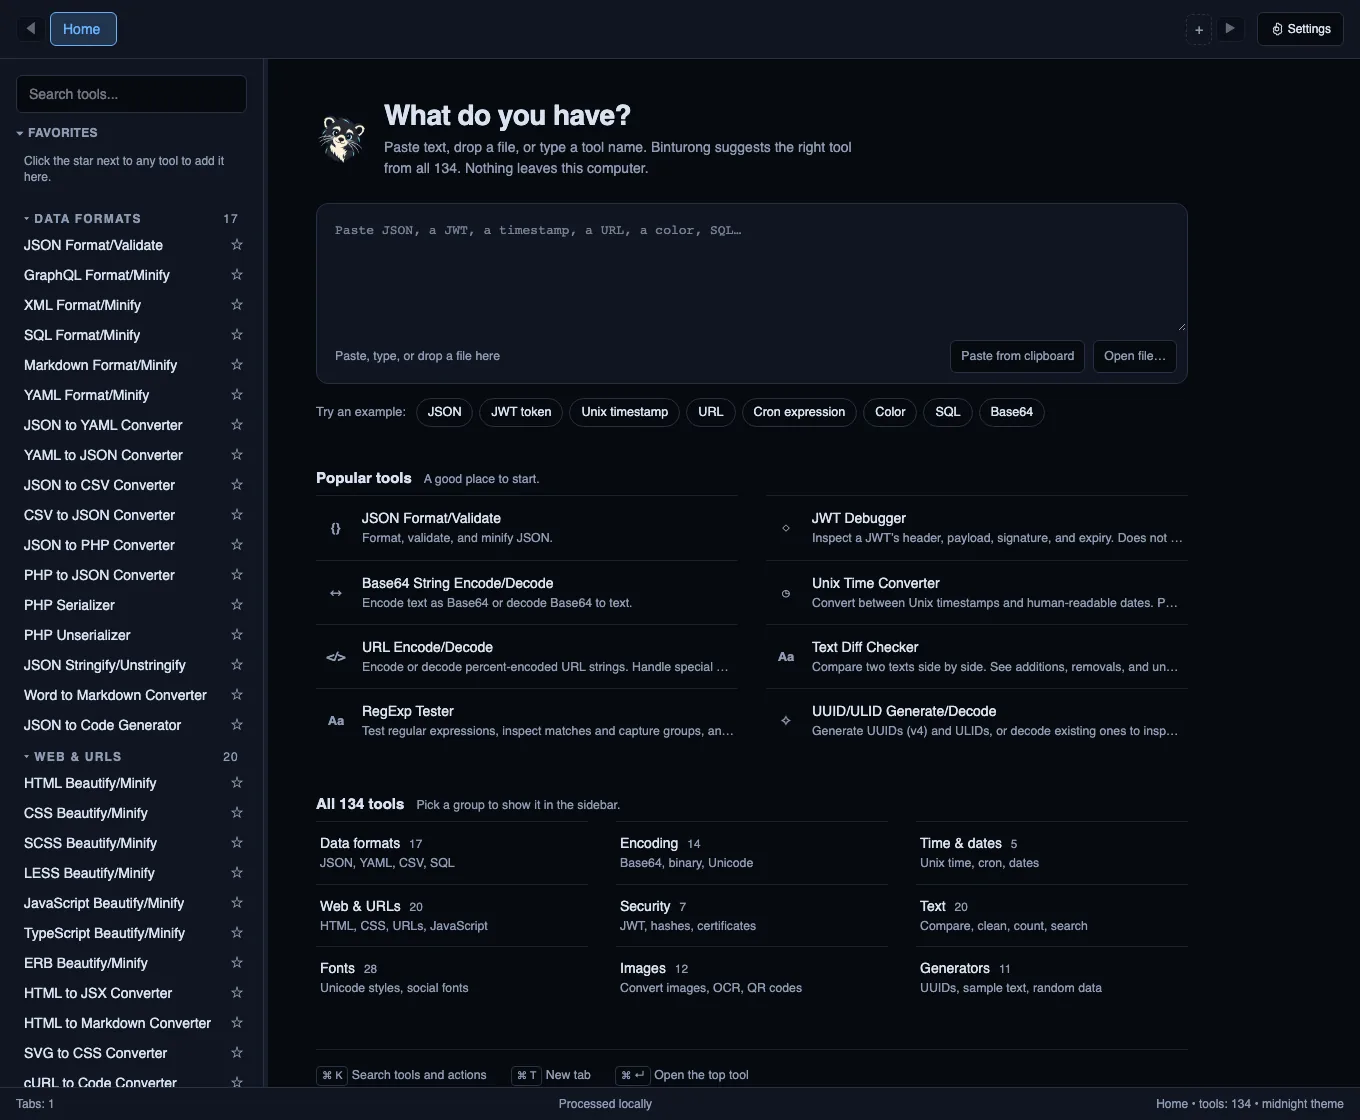 Home
+
Settings
Search tools...
FAVORITES
Click the star next to any tool to add it
here.
DATA FORMATS 17
JSON Format/Validate
GraphQL Format/Minify
XML Format/Minify
SQL Format/Minify
Markdown Format/Minify
YAML Format/Minify
JSON to YAML Converter
YAML to JSON Converter
JSON to CSV Converter
CSV to JSON Converter
JSON to PHP Converter
PHP to JSON Converter
PHP Serializer
PHP Unserializer
JSON Stringify/Unstringify
Word to Markdown Converter
JSON to Code Generator
WEB & URLS 20
HTML Beautify/Minify
CSS Beautify/Minify
SCSS Beautify/Minify
LESS Beautify/Minify
JavaScript Beautify/Minify
TypeScript Beautify/Minify
ERB Beautify/Minify
HTML to JSX Converter
HTML to Markdown Converter
SVG to CSS Converter
cURL to Code Converter
What do you have?
Paste text, drop a file, or type a tool name. Binturong suggests the right tool
from all 134. Nothing leaves this computer.
Paste JSON, a JWT, a timestamp, a URL, a color, SQL…
Paste, type, or drop a file here
Paste from clipboard
Open file…
Try an example: JSON JWT token Unix timestamp URL Cron expression Color SQL Base64
Popular tools A good place to start.
{} JSON Format/Validate
Format, validate, and minify JSON.
◇ JWT Debugger
Inspect a JWT's header, payload, signature, and expiry. Does not …
↔ Base64 String Encode/Decode
Encode text as Base64 or decode Base64 to text.
◷ Unix Time Converter
Convert between Unix timestamps and human-readable dates. P…
</> URL Encode/Decode
Encode or decode percent-encoded URL strings. Handle special …
Aa Text Diff Checker
Compare two texts side by side. See additions, removals, and un…
Aa RegExp Tester
Test regular expressions, inspect matches and capture groups, an…
✧ UUID/ULID Generate/Decode
Generate UUIDs (v4) and ULIDs, or decode existing ones to insp…
All 134 tools Pick a group to show it in the sidebar.
Data formats 17
JSON, YAML, CSV, SQL
Encoding 14
Base64, binary, Unicode
Time & dates 5
Unix time, cron, dates
Web & URLs 20
HTML, CSS, URLs, JavaScript
Security 7
JWT, hashes, certificates
Text 20
Compare, clean, count, search
Fonts 28
Unicode styles, social fonts
Images 12
Convert images, OCR, QR codes
Generators 11
UUIDs, sample text, random data
⌘ K Search tools and actions ⌘ T New tab ⌘ ↵ Open the top tool
Tabs: 1
Processed locally
Home • tools: 134 • midnight theme